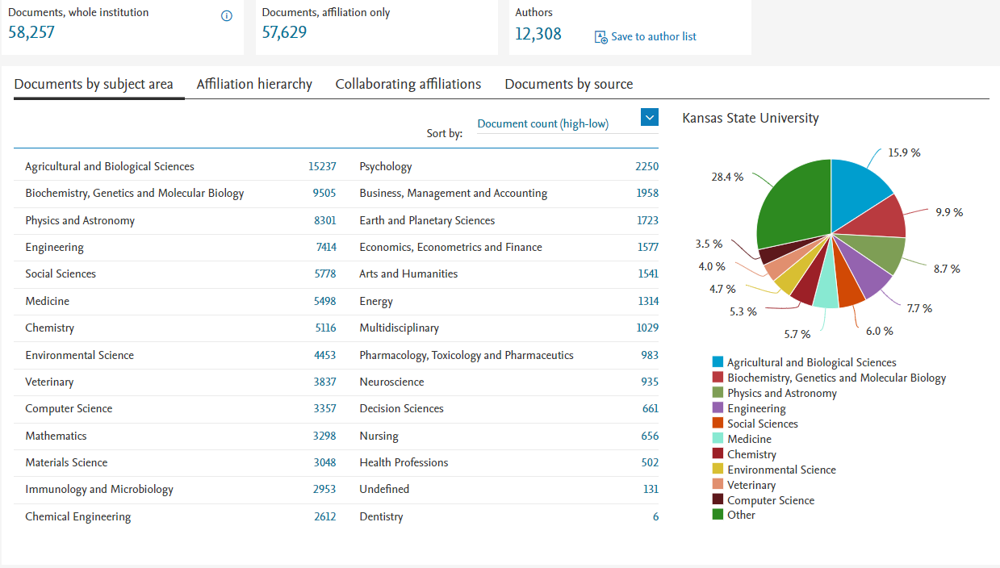 Documents, whole institution
58,257
Documents, affiliation only
57,629
Authors
12,308
Save to author list
Documents by subject area Affiliation hierarchy Collaborating affiliations Documents by source
Sort by: Document count (high-low)
Agricultural and Biological Sciences 15237
Biochemistry, Genetics and Molecular Biology 9505
Physics and Astronomy 8301
Engineering 7414
Social Sciences 5778
Medicine 5498
Chemistry 5116
Environmental Science 4453
Veterinary 3837
Computer Science 3357
Mathematics 3298
Materials Science 3048
Immunology and Microbiology 2953
Chemical Engineering 2612
Psychology 2250
Business, Management and Accounting 1958
Earth and Planetary Sciences 1723
Economics, Econometrics and Finance 1577
Arts and Humanities 1541
Energy 1314
Multidisciplinary 1029
Pharmacology, Toxicology and Pharmaceutics 983
Neuroscience 935
Decision Sciences 661
Nursing 656
Health Professions 502
Undefined 131
Dentistry 6
Kansas State University
15.9 %
9.9 %
8.7 %
7.7 %
6.0 %
5.7 %
5.3 %
4.7 %
4.0 %
3.5 %
28.4 %
Agricultural and Biological Sciences
Biochemistry, Genetics and Molecular Biology
Physics and Astronomy
Engineering
Social Sciences
Medicine
Chemistry
Environmental Science
Veterinary
Computer Science
Other